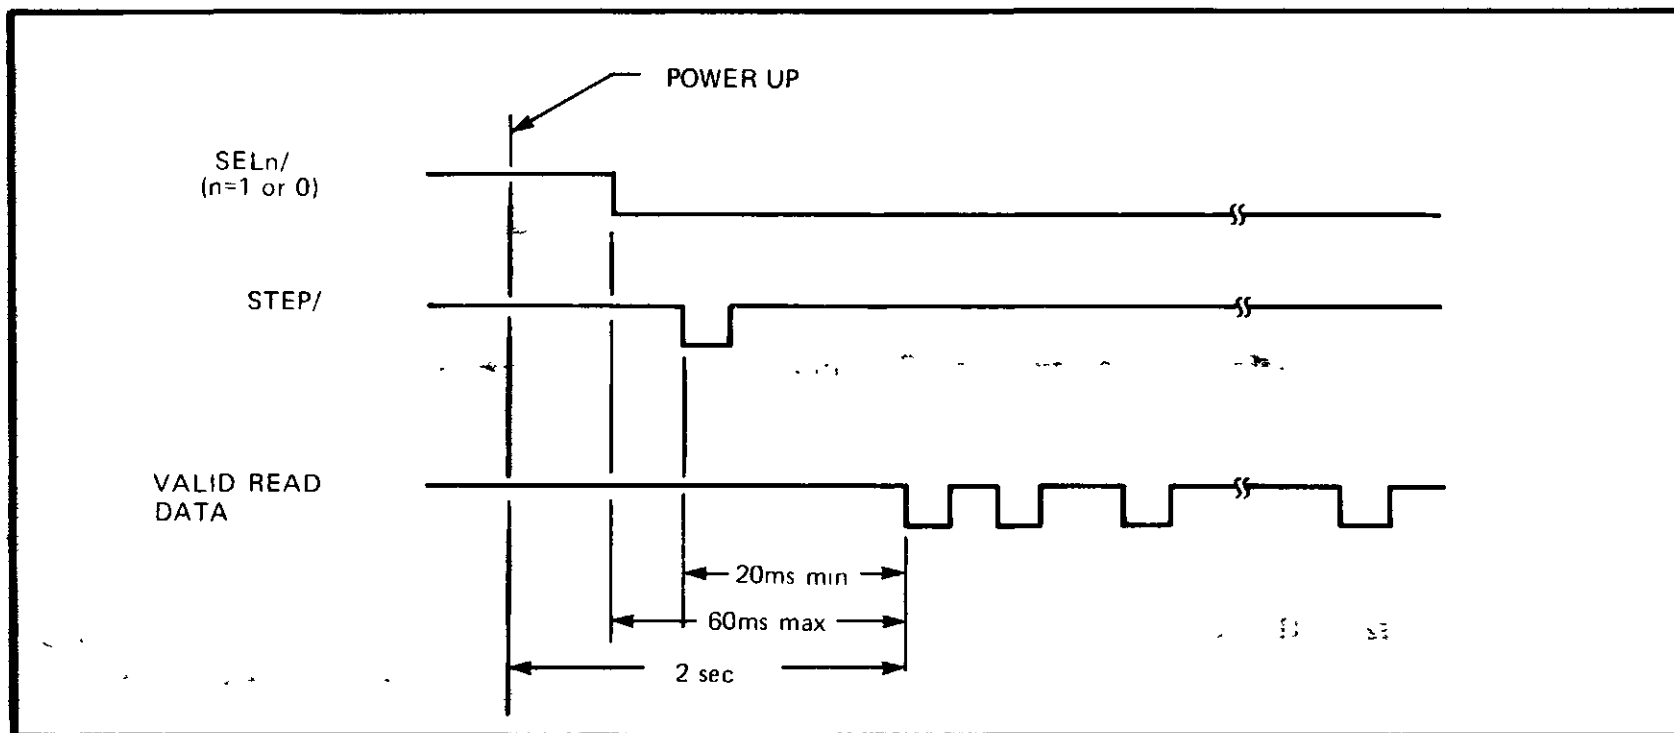 POWER UP
SELn/
(n=1 or 0)
STEP/
VALID READ
DATA
20ms min
60ms max
2 sec